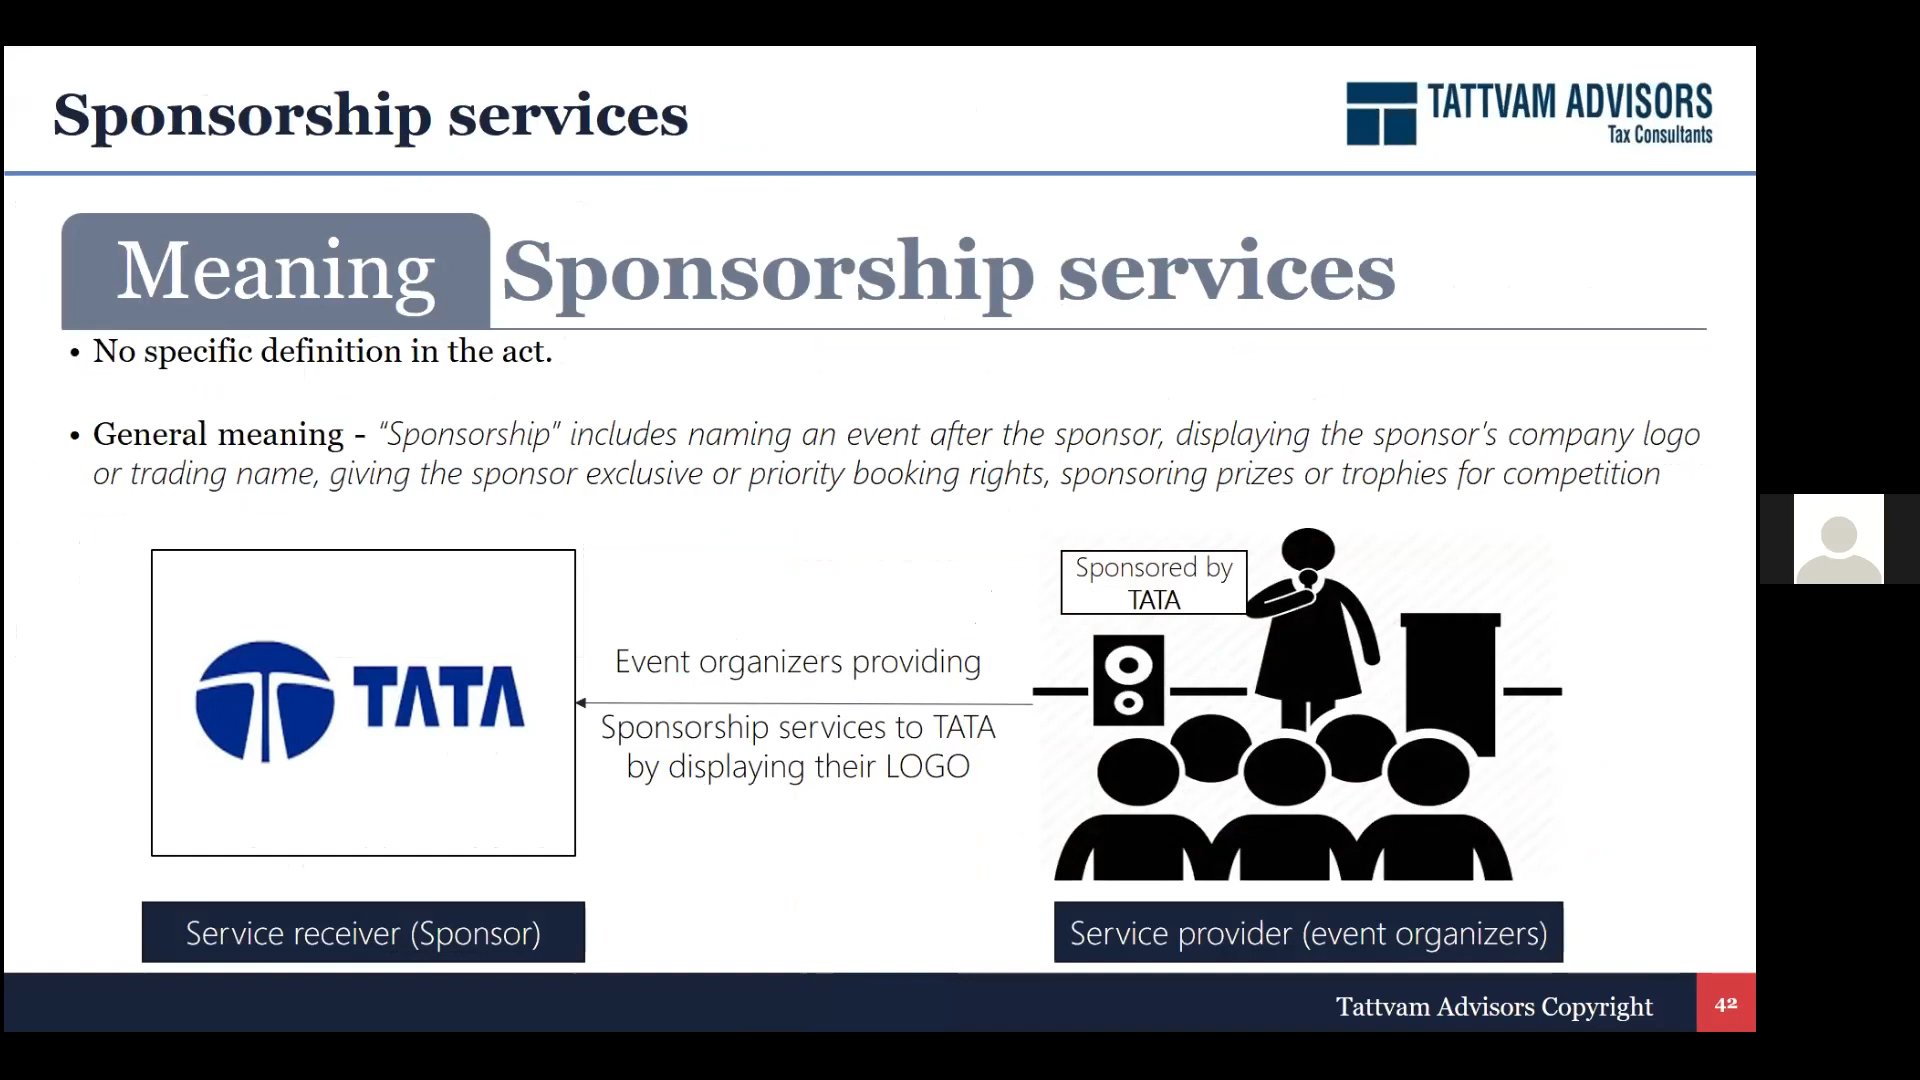 Sponsorship services
TATTVAM ADVISORS
Tax Consultants
Meaning Sponsorship services
• No specific definition in the act.
• General meaning - “Sponsorship” includes naming an event after the sponsor, displaying the sponsor’s company logo
or trading name, giving the sponsor exclusive or priority booking rights, sponsoring prizes or trophies for competition
TATA
Event organizers providing
Sponsorship services to TATA
by displaying their LOGO
Sponsored by
TATA
Service receiver (Sponsor)
Service provider (event organizers)
Tattvam Advisors Copyright
42